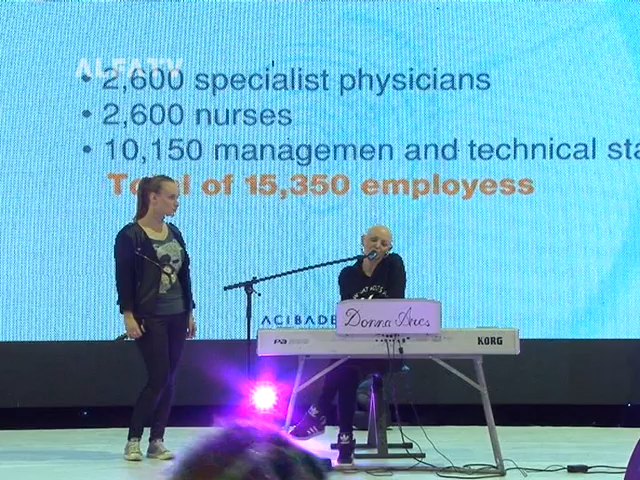 ALFATV
• 2,600 specialist physicians
• 2,600 nurses
• 10,150 managemen and technical sta
Total of 15,350 employess
ACIBADE
Donna Ares
KORG